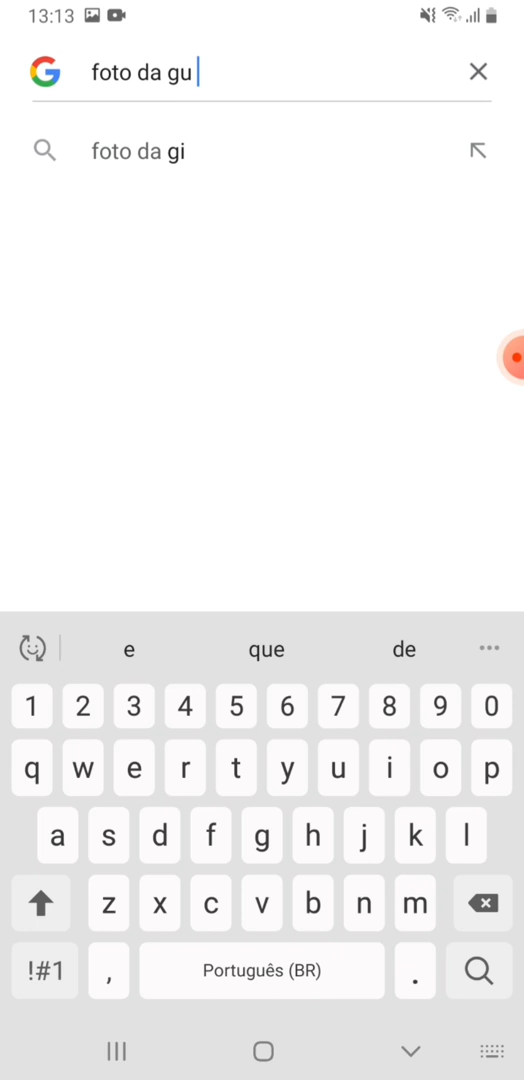 13:13
foto da gu
foto da gi
e que de
1 2 3 4 5 6 7 8 9 0
q w e r t y u i o p
a s d f g h j k l
z x c v b n m
!#1 , Português (BR) .